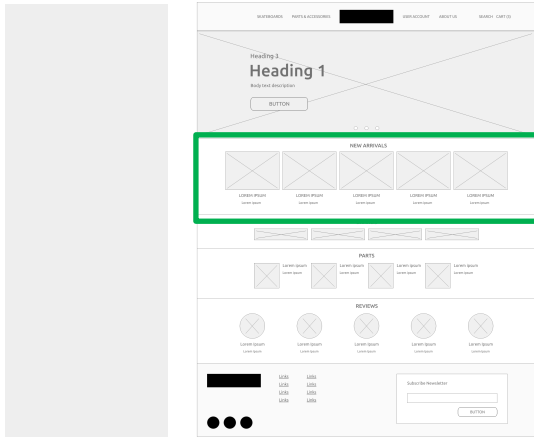 SKATEBOARDS PARTS & ACCESSORIES USER ACCOUNT ABOUT US SEARCH CART (0)
Heading 3
Heading 1
Body text description
BUTTON
NEW ARRIVALS
LOREM IPSUM LOREM IPSUM LOREM IPSUM LOREM IPSUM LOREM IPSUM
Lorem ipsum Lorem ipsum Lorem ipsum Lorem ipsum Lorem ipsum
PARTS
Lorem ipsum Lorem ipsum Lorem ipsum Lorem ipsum
Lorem ipsum Lorem ipsum Lorem ipsum Lorem ipsum
REVIEWS
Lorem ipsum Lorem ipsum Lorem ipsum Lorem ipsum Lorem ipsum
Lorem ipsum Lorem ipsum Lorem ipsum Lorem ipsum Lorem ipsum
Links Links
Links Links
Links Links
Links Links
Subscribe Newsletter
BUTTON